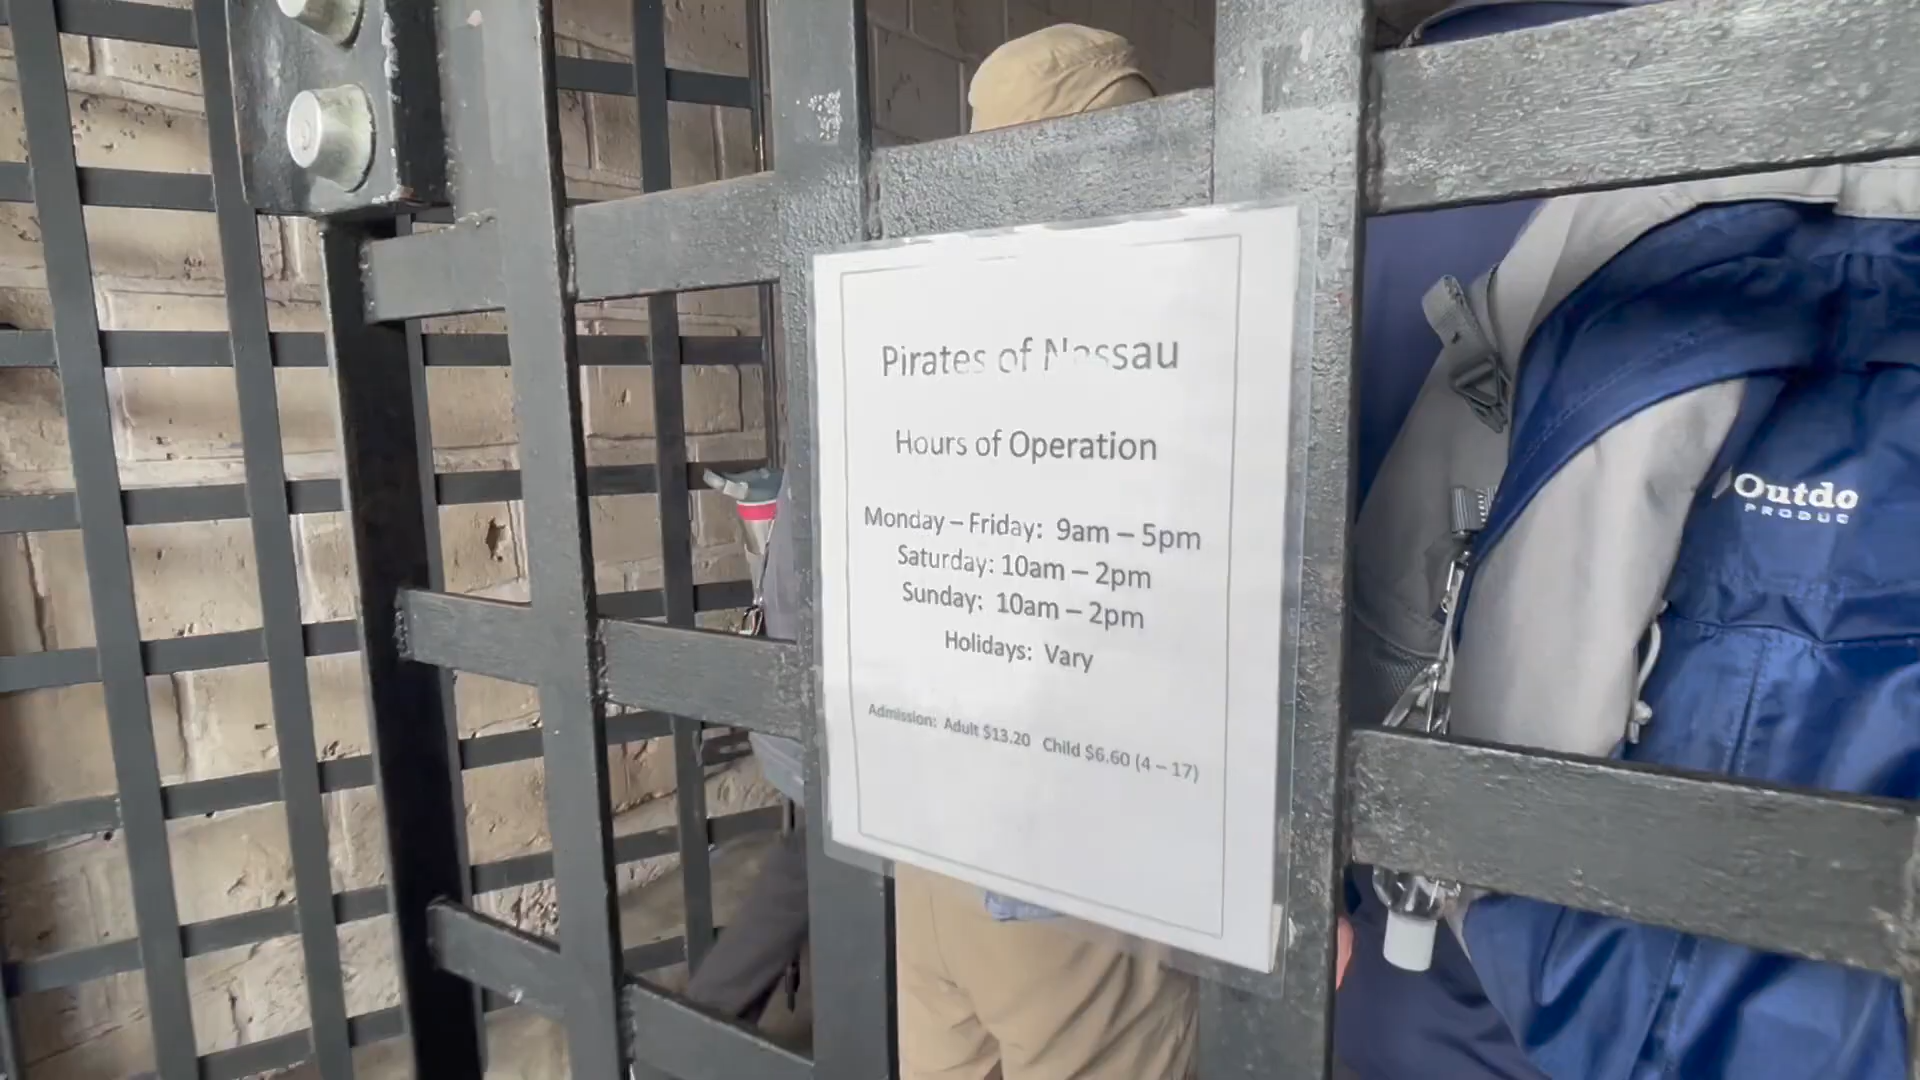 Pirates of Nassau
Hours of Operation
Monday – Friday: 9am – 5pm
Saturday: 10am – 2pm
Sunday: 10am – 2pm
Holidays: Vary
Admission: Adult $13.20 Child $6.60 (4 – 17)
Outdo
PRODUC